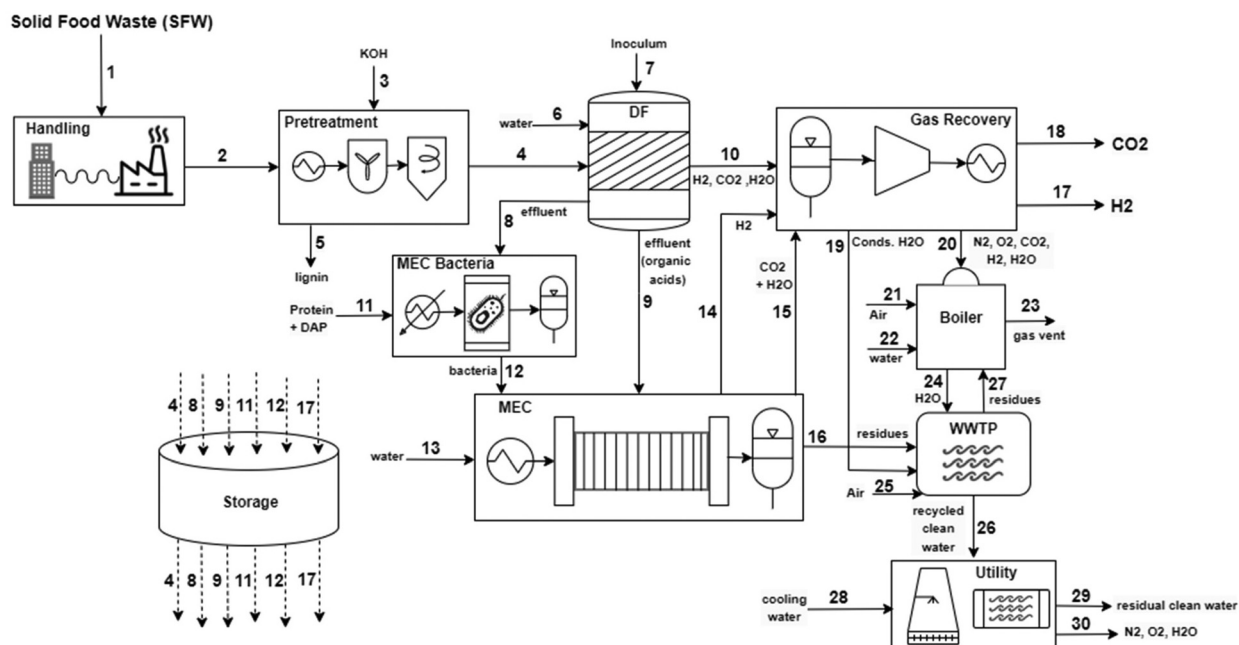 Solid Food Waste (SFW)
1
Handling
2
KOH
3
Pretreatment
4
5
lignin
Inoculum
7
water
6
DF
8
effluent
effluent
(organic
acids)
9
10
H2, CO2 ,H2O
Gas Recovery
18
CO2
17
H2
MEC Bacteria
Protein
+ DAP
11
bacteria
12
H2
14
CO2
+ H2O
15
19
Conds. H2O
20
N2, O2, CO2,
H2, H2O
21
Air
22
water
Boiler
23
gas vent
24
H2O
27
residues
MEC
water
13
16
residues
WWTP
Air
25
recycled
clean
water
26
4 8 9 11 12 17
Storage
4 8 9 11 12 17
cooling
water
28
Utility
29
residual clean water
30
N2, O2, H2O